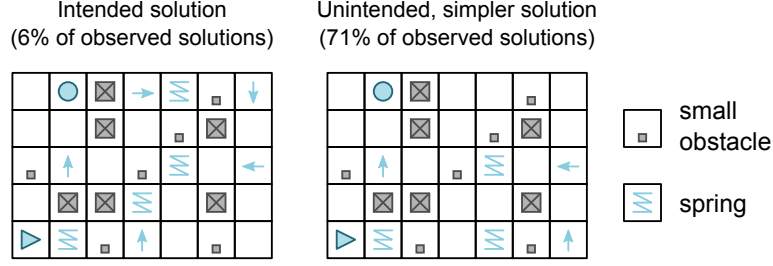 Intended solution
(6% of observed solutions)
Unintended, simpler solution
(71% of observed solutions)
small
obstacle
spring